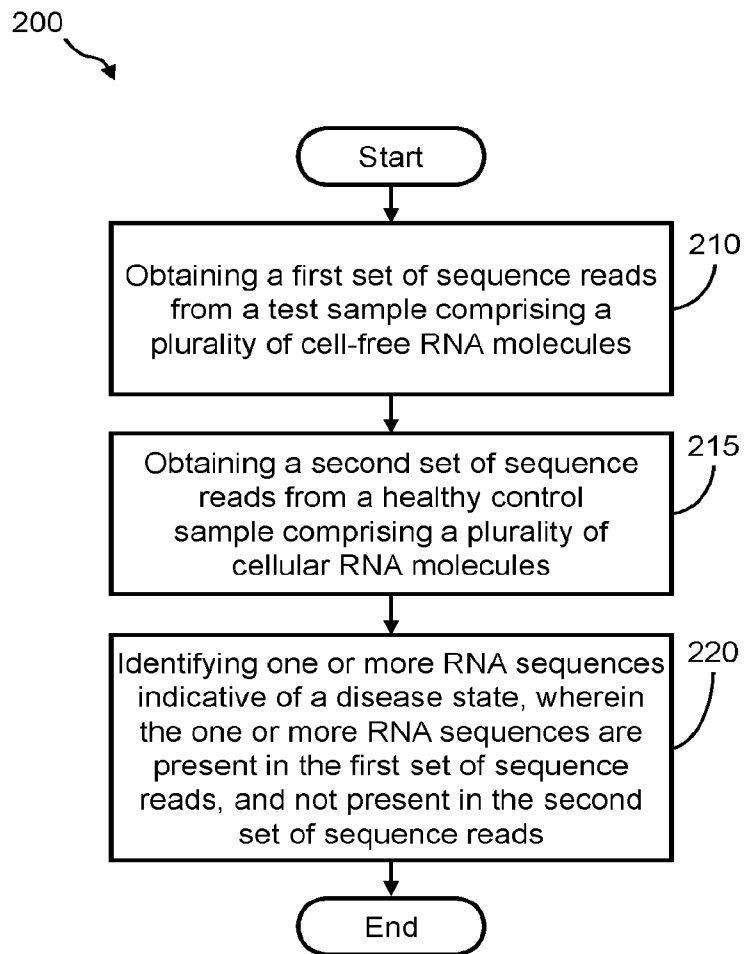 200
Start
Obtaining a first set of sequence reads
from a test sample comprising a
plurality of cell-free RNA molecules
210
Obtaining a second set of sequence
reads from a healthy control
sample comprising a plurality of
cellular RNA molecules
215
Identifying one or more RNA sequences
indicative of a disease state, wherein
the one or more RNA sequences are
present in the first set of sequence
reads, and not present in the second
set of sequence reads
220
End